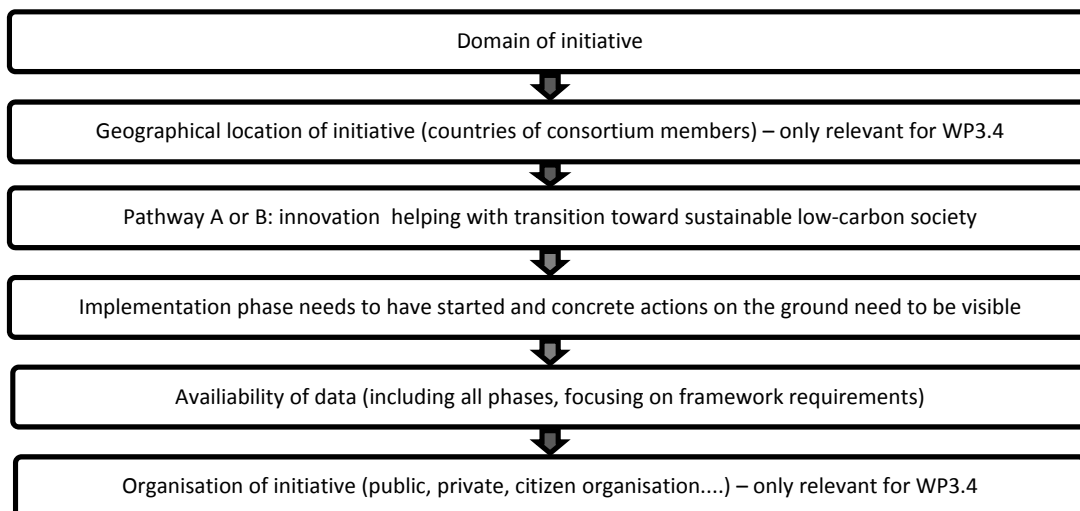 Domain of initiative
Geographical location of initiative (countries of consortium members) – only relevant for WP3.4
Pathway A or B: innovation  helping with transition toward sustainable low-carbon society
Implementation phase needs to have started and concrete actions on the ground need to be visible
Availiability of data (including all phases, focusing on framework requirements)
Organisation of initiative (public, private, citizen organisation....) – only relevant for WP3.4